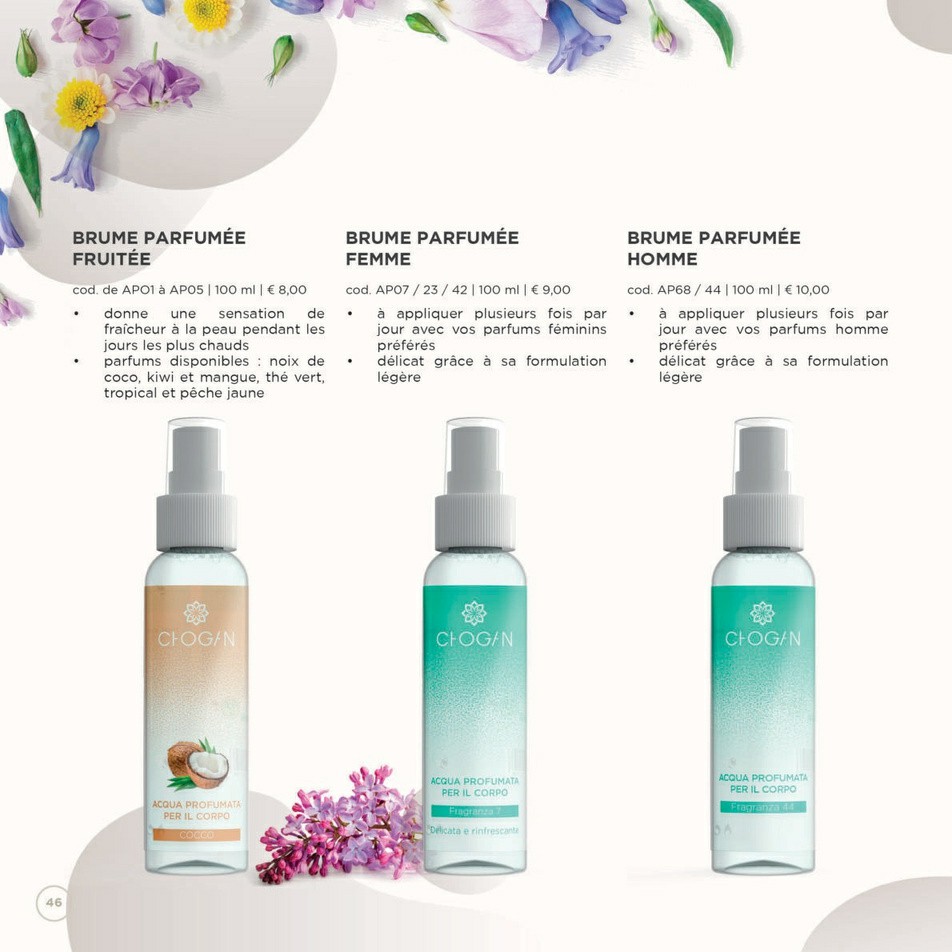 BRUME PARFUMÉE
FRUITÉE
cod. de APO1 à AP05 | 100 ml | € 8,00
• donne une sensation de
fraîcheur à la peau pendant les
jours les plus chauds
• parfums disponibles : noix de
coco, kiwi et mangue, thé vert,
tropical et pêche jaune
BRUME PARFUMÉE
FEMME
cod. AP07 / 23 / 42 | 100 ml | € 9,00
• à appliquer plusieurs fois par
jour avec vos parfums féminins
préférés
• délicat grâce à sa formulation
légère
BRUME PARFUMÉE
HOMME
cod. AP68 / 44 | 100 ml | € 10,00
• à appliquer plusieurs fois par
jour avec vos parfums homme
préférés
• délicat grâce à sa formulation
légère
CHOGAN
ACQUA PROFUMATA
PER IL CORPO
COCCO
CHOGAN
ACQUA PROFUMATA
PER IL CORPO
Fragranza 7
Delicata e rinfrescante
CHOGAN
ACQUA PROFUMATA
PER IL CORPO
Fragranza 44
46